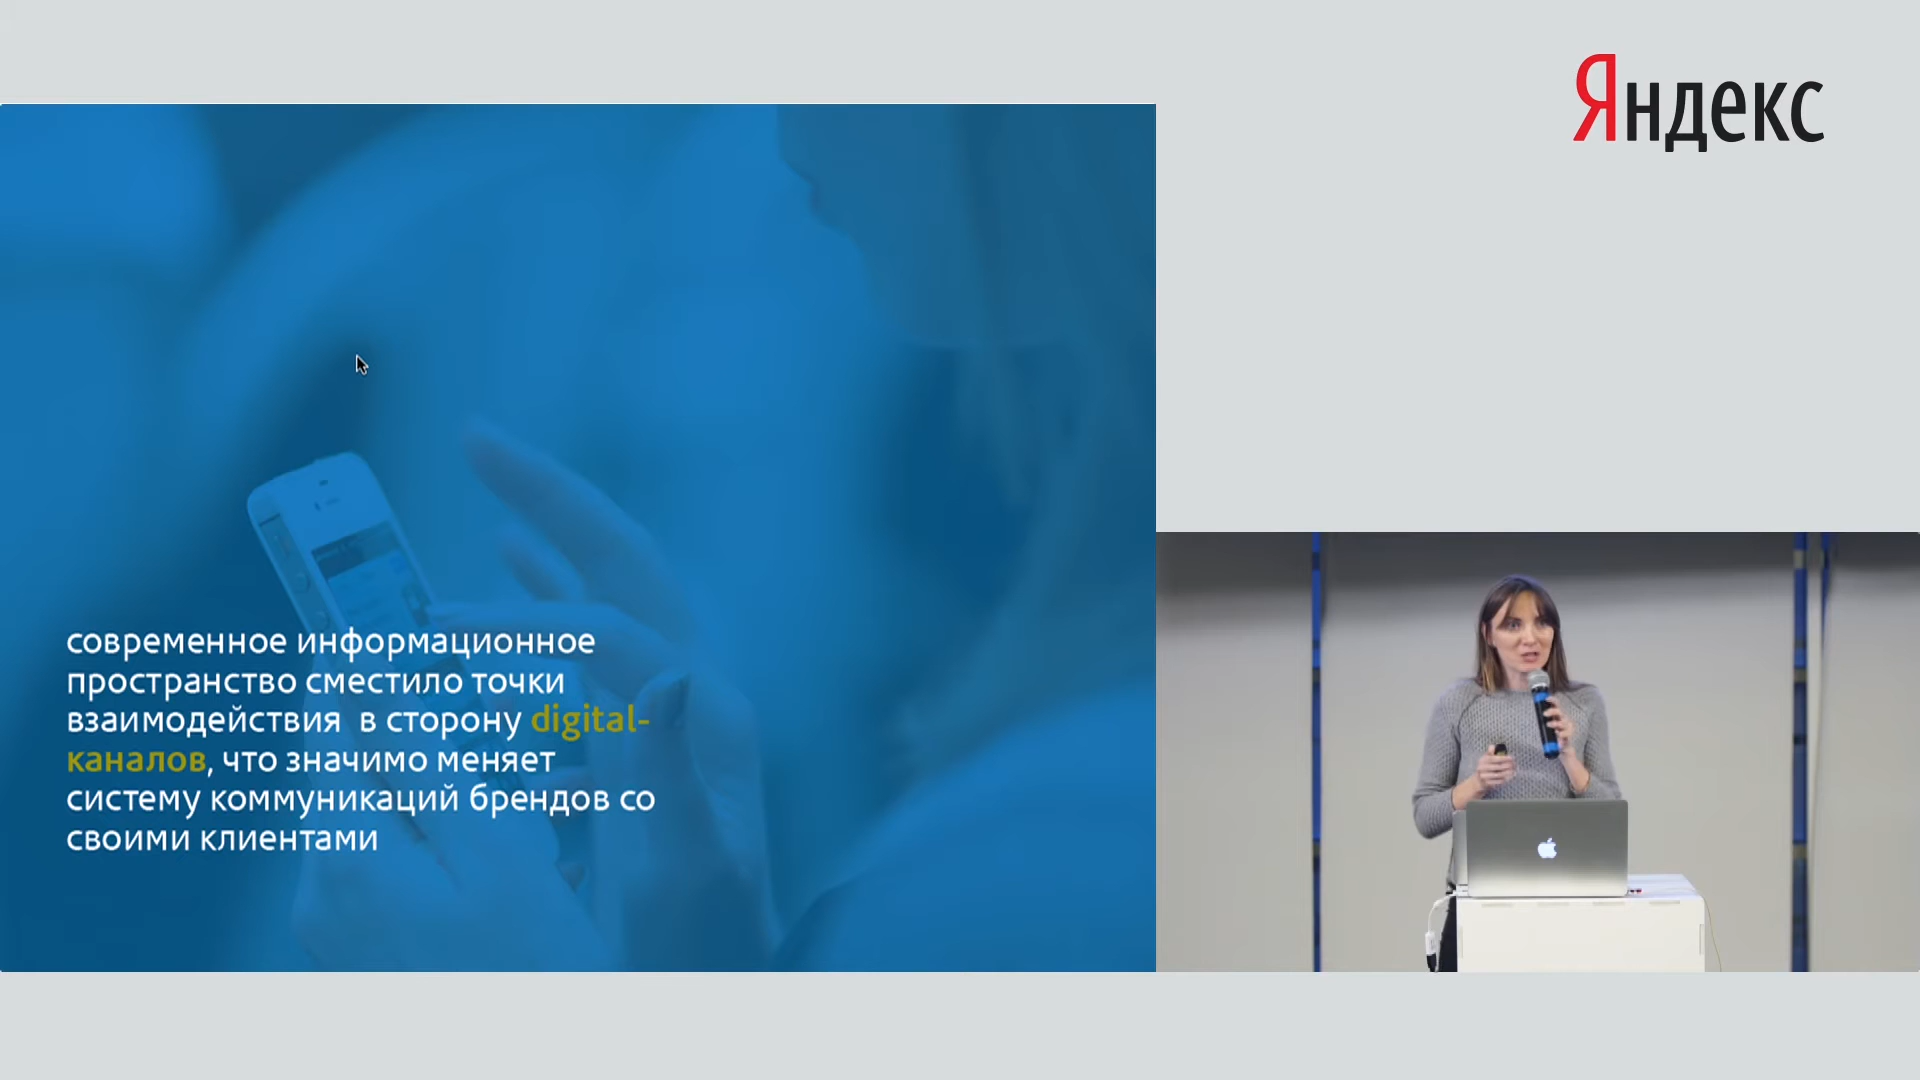 Яндекс
современное информационное
пространство сместило точки
взаимодействия  в сторону digital-
каналов, что значимо меняет
систему коммуникаций брендов со
своими клиентами